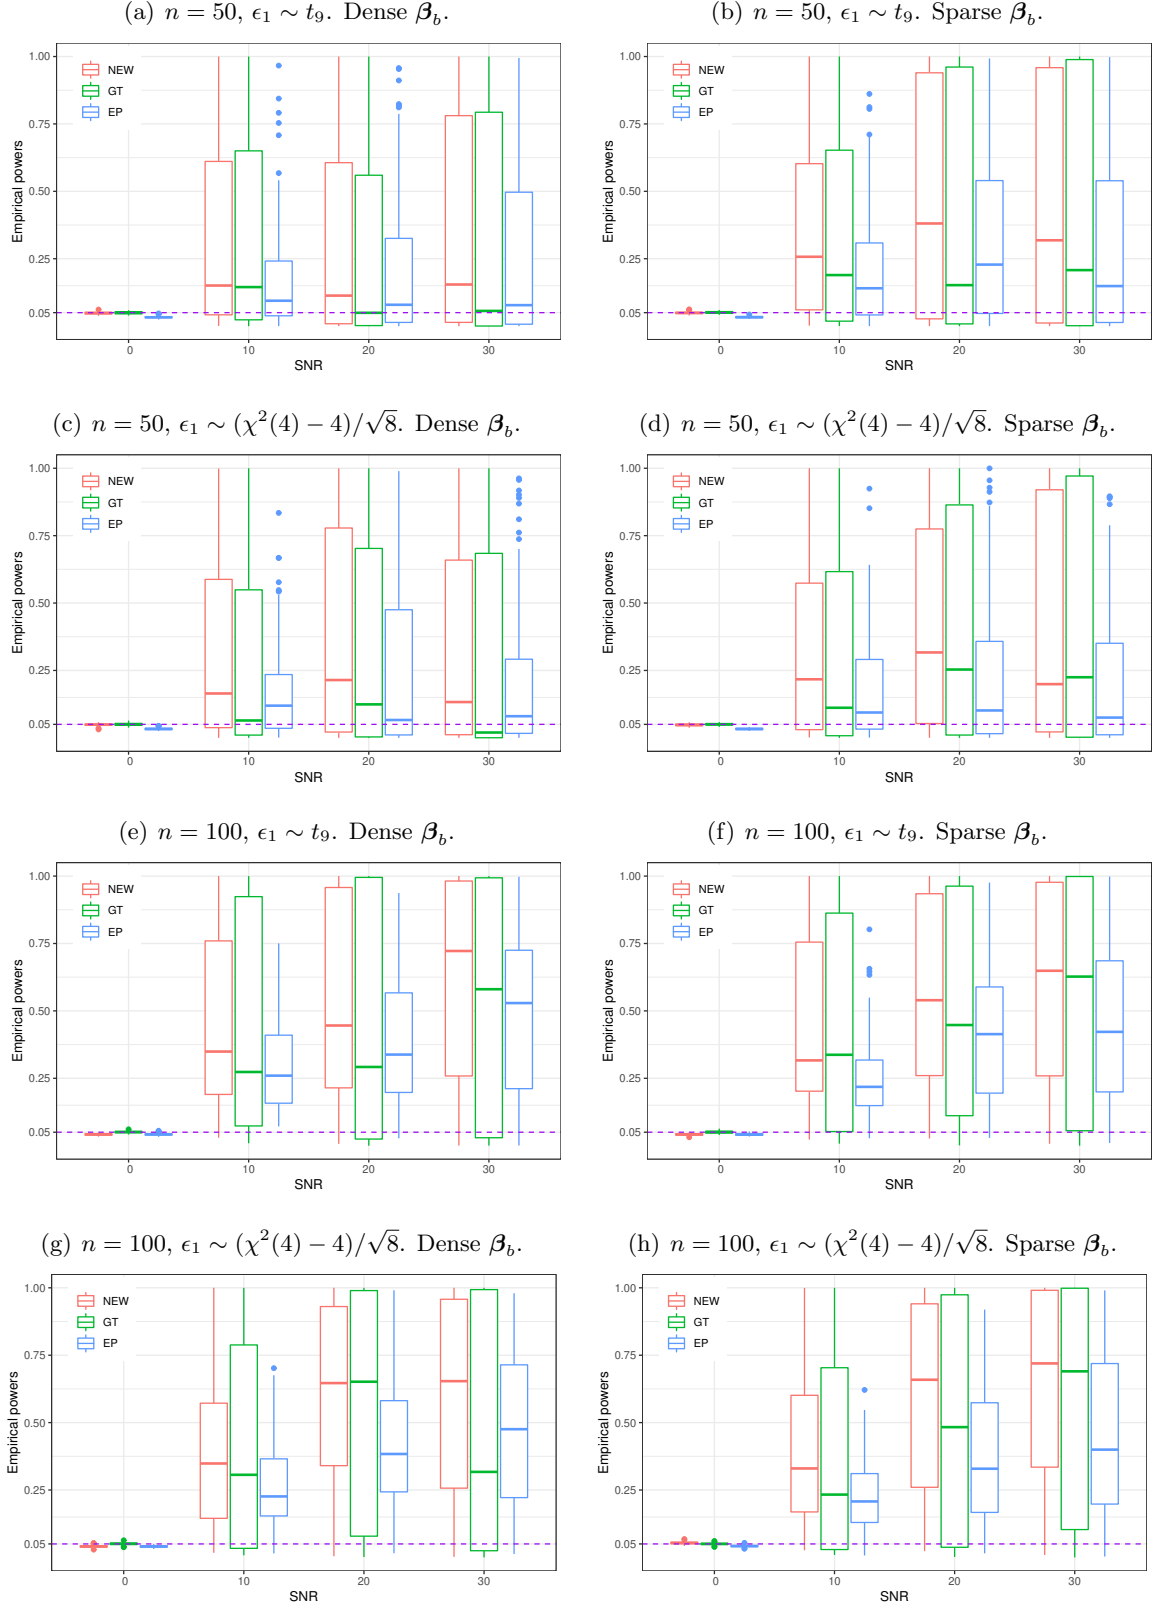 (a) n = 50, ϵ₁ ∼ t₉. Dense β_b.
1.00
0.75
0.50
0.25
0.05
Empirical powers
NEW
GT
EP
0 10 20 30
SNR
(b) n = 50, ϵ₁ ∼ t₉. Sparse β_b.
1.00
0.75
0.50
0.25
0.05
Empirical powers
NEW
GT
EP
0 10 20 30
SNR
(c) n = 50, ϵ₁ ∼ (χ²(4) − 4)/√8. Dense β_b.
1.00
0.75
0.50
0.25
0.05
Empirical powers
NEW
GT
EP
0 10 20 30
SNR
(d) n = 50, ϵ₁ ∼ (χ²(4) − 4)/√8. Sparse β_b.
1.00
0.75
0.50
0.25
0.05
Empirical powers
NEW
GT
EP
0 10 20 30
SNR
(e) n = 100, ϵ₁ ∼ t₉. Dense β_b.
1.00
0.75
0.50
0.25
0.05
Empirical powers
NEW
GT
EP
0 10 20 30
SNR
(f) n = 100, ϵ₁ ∼ t₉. Sparse β_b.
1.00
0.75
0.50
0.25
0.05
Empirical powers
NEW
GT
EP
0 10 20 30
SNR
(g) n = 100, ϵ₁ ∼ (χ²(4) − 4)/√8. Dense β_b.
1.00
0.75
0.50
0.25
0.05
Empirical powers
NEW
GT
EP
0 10 20 30
SNR
(h) n = 100, ϵ₁ ∼ (χ²(4) − 4)/√8. Sparse β_b.
1.00
0.75
0.50
0.25
0.05
Empirical powers
NEW
GT
EP
0 10 20 30
SNR